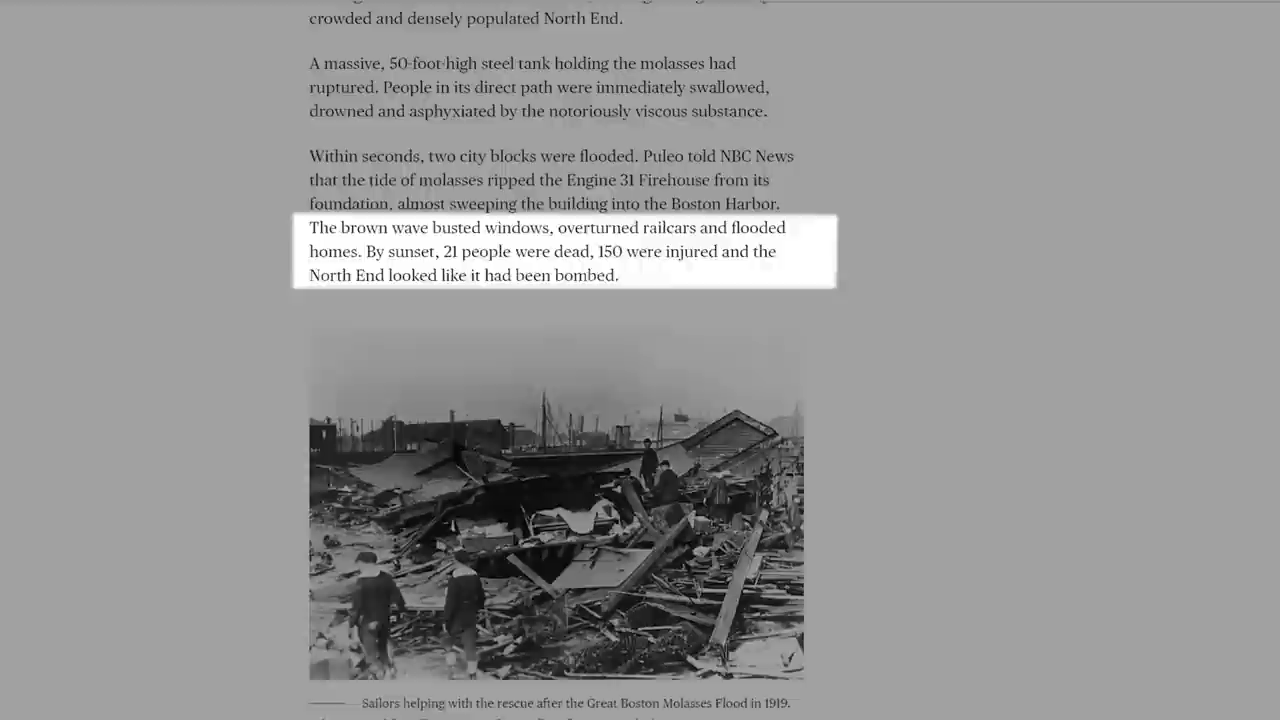 crowded and densely populated North End.
A massive, 50-foot-high steel tank holding the molasses had
ruptured. People in its direct path were immediately swallowed,
drowned and asphyxiated by the notoriously viscous substance.
Within seconds, two city blocks were flooded. Puleo told NBC News
that the tide of molasses ripped the Engine 31 Firehouse from its
foundation, almost sweeping the building into the Boston Harbor.
The brown wave busted windows, overturned railcars and flooded
homes. By sunset, 21 people were dead, 150 were injured and the
North End looked like it had been bombed.
Sailors helping with the rescue after the Great Boston Molasses Flood in 1919.